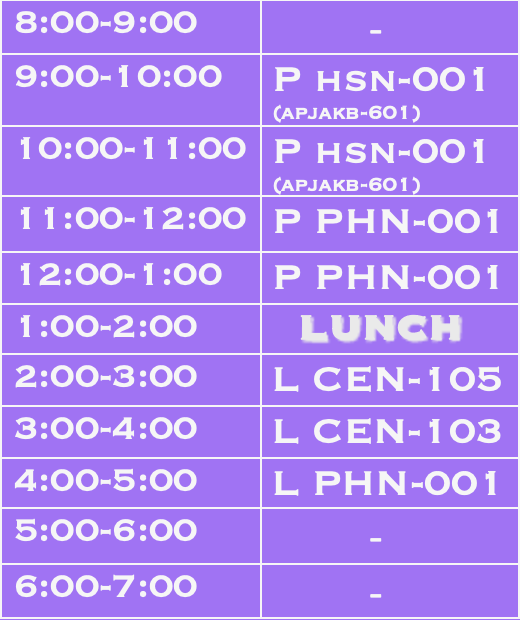 8:00-9:00 -
9:00-10:00 P HSN-001
(APJAKB-601)
10:00-11:00 P HSN-001
(APJAKB-601)
11:00-12:00 P PHN-001
12:00-1:00 P PHN-001
1:00-2:00 LUNCH
2:00-3:00 L CEN-105
3:00-4:00 L CEN-103
4:00-5:00 L PHN-001
5:00-6:00 -
6:00-7:00 -